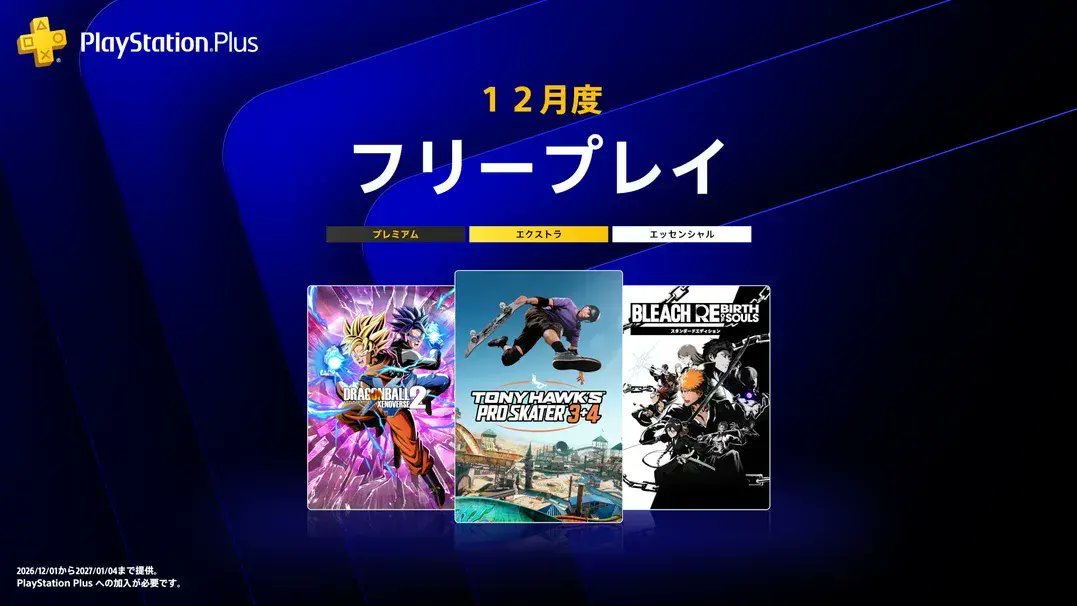 PlayStation®Plus
１２月度
フリープレイ
プレミアム
エクストラ
エッセンシャル
DRAGONBALL
XENOVERSE 2
TONY HAWK'S
PRO SKATER 3+4
BLEACH REBIRTH OF SOULS
スタンダードエディション
2026/12/01から2027/01/04まで提供。
PlayStation Plus への加入が必要です。